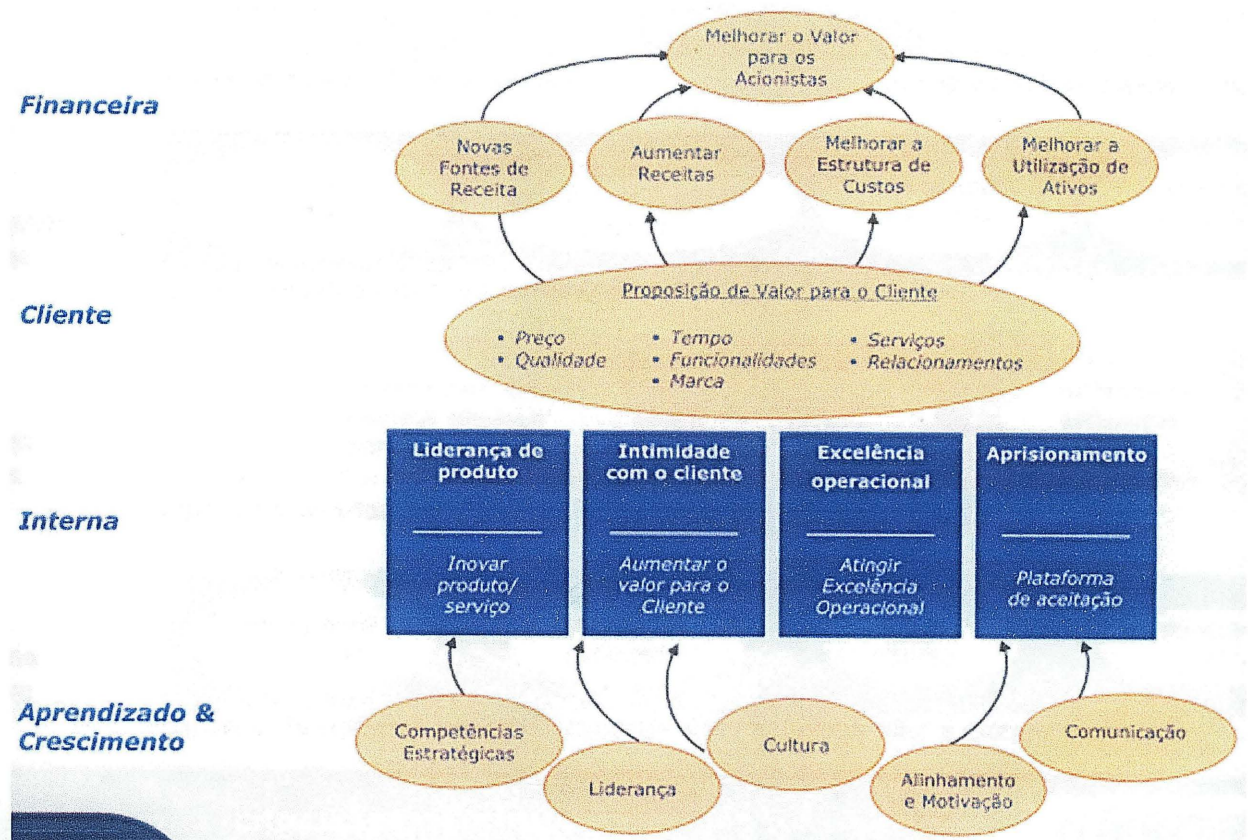 Melhorar o Valor
para os
Acionistas
Financeira
Novas
Fontes de
Receita
Aumentar
Receitas
Melhorar a
Estrutura de
Custos
Melhorar a
Utilização de
Ativos
Cliente
Proposição de Valor para o Cliente
• Preço
• Qualidade
• Tempo
• Funcionalidades
• Marca
• Serviços
• Relacionamentos
Interna
Liderança de
produto
Inovar
produto/
serviço
Intimidade
com o cliente
Aumentar o
valor para o
Cliente
Excelência
operacional
Atingir
Excelência
Operacional
Aprisionamento
Plataforma
de aceitação
Aprendizado &
Crescimento
Competências
Estratégicas
Liderança
Cultura
Alinhamento
e Motivação
Comunicação